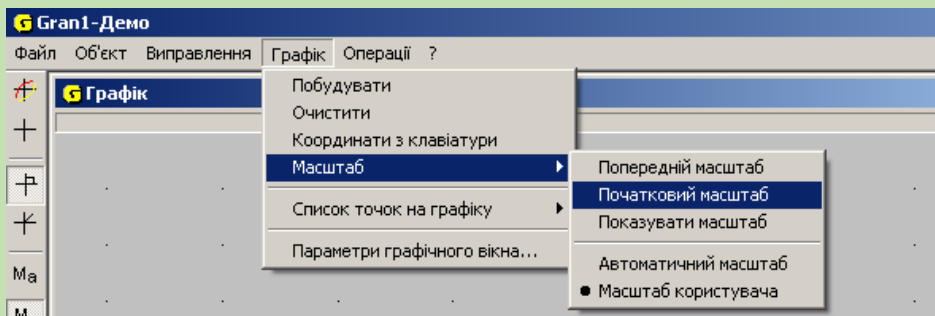 Gran1-Демо
Файл Об'єкт Виправлення Графік Операції ?
Графік
Побудувати
Очистити
Координати з клавіатури
Масштаб
Список точок на графіку
Параметри графічного вікна...
Попередній масштаб
Початковий масштаб
Показувати масштаб
Автоматичний масштаб
Масштаб користувача
Ma